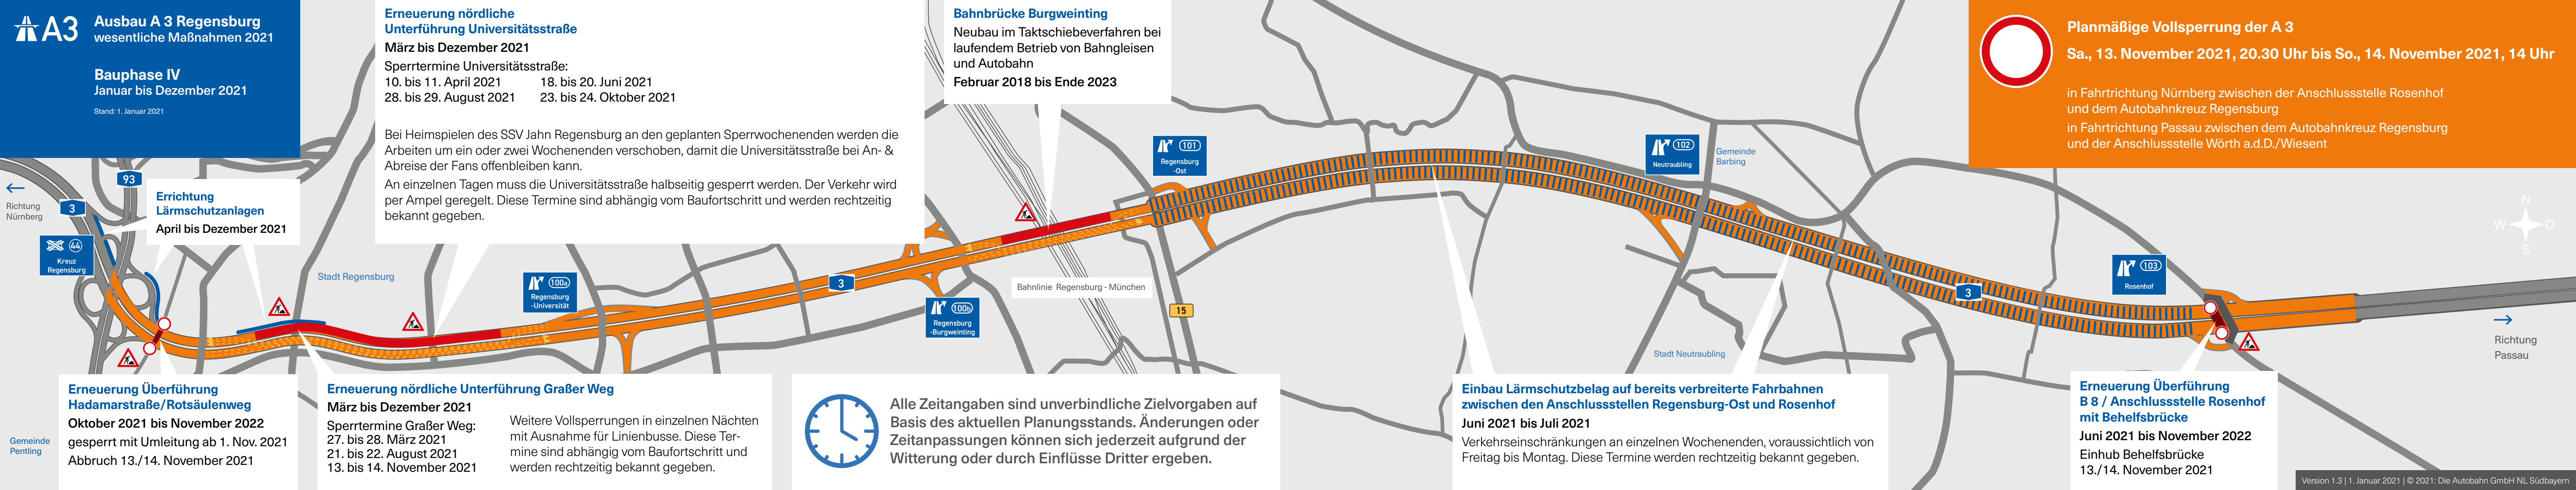 A3
Ausbau A 3 Regensburg
wesentliche Maßnahmen 2021
Bauphase IV
Januar bis Dezember 2021
Stand: 1. Januar 2021
Erneuerung nördliche
Unterführung Universitätsstraße
März bis Dezember 2021
Sperrtermine Universitätsstraße:
10. bis 11. April 2021 18. bis 20. Juni 2021
28. bis 29. August 2021 23. bis 24. Oktober 2021
Bei Heimspielen des SSV Jahn Regensburg an den geplanten Sperrwochenenden werden die
Arbeiten um ein oder zwei Wochenenden verschoben, damit die Universitätsstraße bei An- &
Abreise der Fans offenbleiben kann.
An einzelnen Tagen muss die Universitätsstraße halbseitig gesperrt werden. Der Verkehr wird
per Ampel geregelt. Diese Termine sind abhängig vom Baufortschritt und werden rechtzeitig
bekannt gegeben.
Bahnbrücke Burgweinting
Neubau im Taktschiebeverfahren bei
laufendem Betrieb von Bahngleisen
und Autobahn
Februar 2018 bis Ende 2023
Planmäßige Vollsperrung der A 3
Sa., 13. November 2021, 20.30 Uhr bis So., 14. November 2021, 14 Uhr
in Fahrtrichtung Nürnberg zwischen der Anschlussstelle Rosenhof
und dem Autobahnkreuz Regensburg
in Fahrtrichtung Passau zwischen dem Autobahnkreuz Regensburg
und der Anschlussstelle Wörth a.d.D./Wiesent
93
Richtung
Nürnberg
3
44
Kreuz
Regensburg
Errichtung
Lärmschutzanlagen
April bis Dezember 2021
Stadt Regensburg
100a
Regensburg
-Universität
3
100b
Regensburg
-Burgweinting
Bahnlinie Regensburg - München
101
Regensburg
-Ost
15
102
Neutraubling
Gemeinde
Barbing
Stadt Neutraubling
3
103
Rosenhof
N
W O
S
Richtung
Passau
Gemeinde
Pentling
Erneuerung Überführung
Hadamarstraße/Rotsäulenweg
Oktober 2021 bis November 2022
gesperrt mit Umleitung ab 1. Nov. 2021
Abbruch 13./14. November 2021
Erneuerung nördliche Unterführung Graßer Weg
März bis Dezember 2021
Sperrtermine Graßer Weg:
27. bis 28. März 2021
21. bis 22. August 2021
13. bis 14. November 2021
Weitere Vollsperrungen in einzelnen Nächten
mit Ausnahme für Linienbusse. Diese Ter-
mine sind abhängig vom Baufortschritt und
werden rechtzeitig bekannt gegeben.
Alle Zeitangaben sind unverbindliche Zielvorgaben auf
Basis des aktuellen Planungsstands. Änderungen oder
Zeitanpassungen können sich jederzeit aufgrund der
Witterung oder durch Einflüsse Dritter ergeben.
Einbau Lärmschutzbelag auf bereits verbreiterte Fahrbahnen
zwischen den Anschlussstellen Regensburg-Ost und Rosenhof
Juni 2021 bis Juli 2021
Verkehrseinschränkungen an einzelnen Wochenenden, voraussichtlich von
Freitag bis Montag. Diese Termine werden rechtzeitig bekannt gegeben.
Erneuerung Überführung
B 8 / Anschlussstelle Rosenhof
mit Behelfsbrücke
Juni 2021 bis November 2022
Einhub Behelfsbrücke
13./14. November 2021
Version 1.3 | 1. Januar 2021 | © 2021: Die Autobahn GmbH NL Südbayern